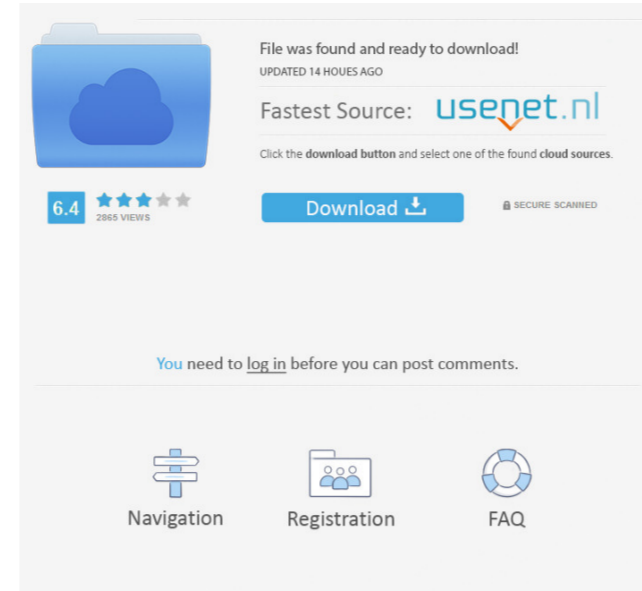 File was found and ready to download!
UPDATED 14 HOUES AGO
Fastest Source: usenet.nl
Click the download button and select one of the found cloud sources.
6.4
2865 VIEWS
Download
SECURE SCANNED
You need to log in before you can post comments.
Navigation
Registration
FAQ